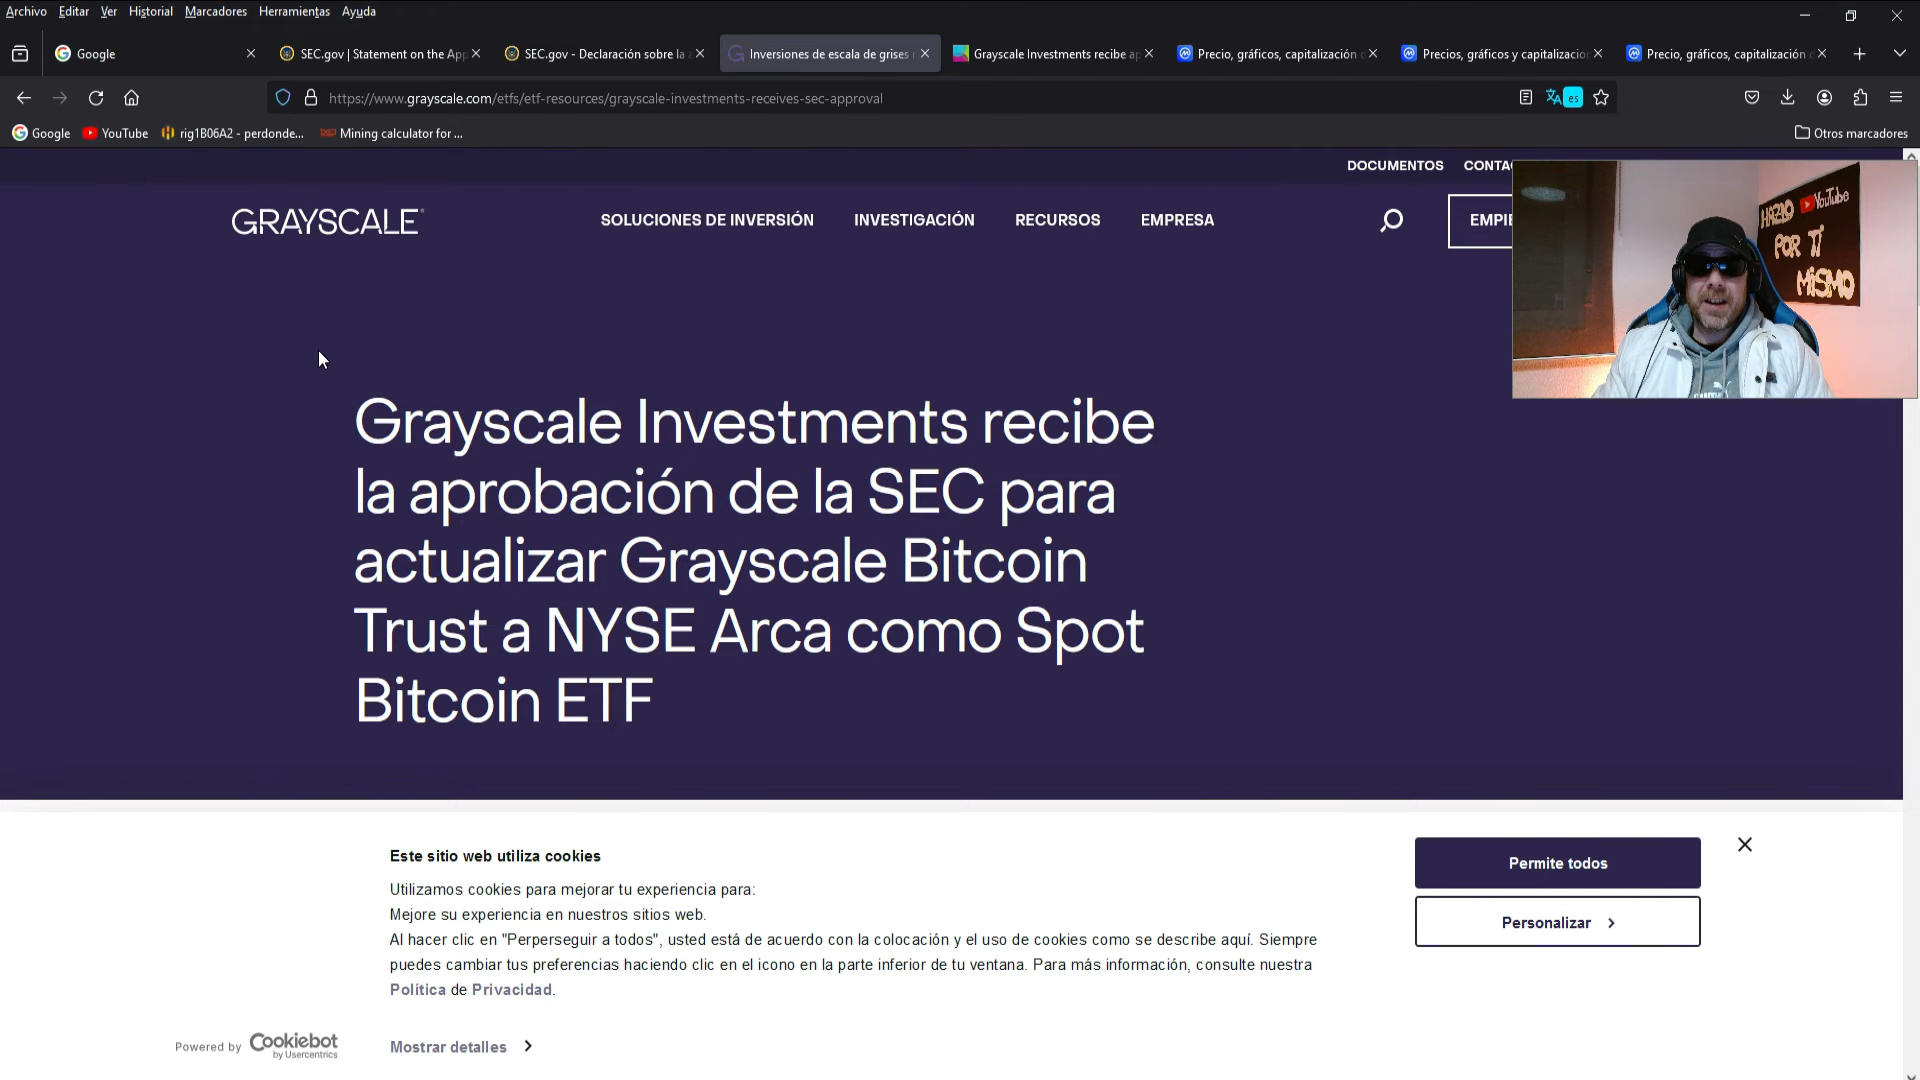 Archivo Editar Ver Historial Marcadores Herramientas Ayuda
Google
SEC.gov | Statement on the App
SEC.gov - Declaración sobre la a
Inversiones de escala de grises r
Grayscale Investments recibe ap
Precio, gráficos, capitalización d
Precios, gráficos y capitalizacion
Precio, gráficos, capitalización d
https://www.grayscale.com/etfs/etf-resources/grayscale-investments-receives-sec-approval
es
Google YouTube rig1B06A2 - perdonde... Mining calculator for ... Otros marcadores
DOCUMENTOS CONTAC
GRAYSCALE
SOLUCIONES DE INVERSIÓN INVESTIGACIÓN RECURSOS EMPRESA
EMPIE
HAZLO YouTube
POR TI
MISMO
Grayscale Investments recibe
la aprobación de la SEC para
actualizar Grayscale Bitcoin
Trust a NYSE Arca como Spot
Bitcoin ETF
Este sitio web utiliza cookies
Utilizamos cookies para mejorar tu experiencia para:
Mejore su experiencia en nuestros sitios web.
Al hacer clic en "Perperseguir a todos", usted está de acuerdo con la colocación y el uso de cookies como se describe aquí. Siempre
puedes cambiar tus preferencias haciendo clic en el icono en la parte inferior de tu ventana. Para más información, consulte nuestra
Política de Privacidad.
Permite todos
Personalizar
Powered by Cookiebot
by Usercentrics
Mostrar detalles